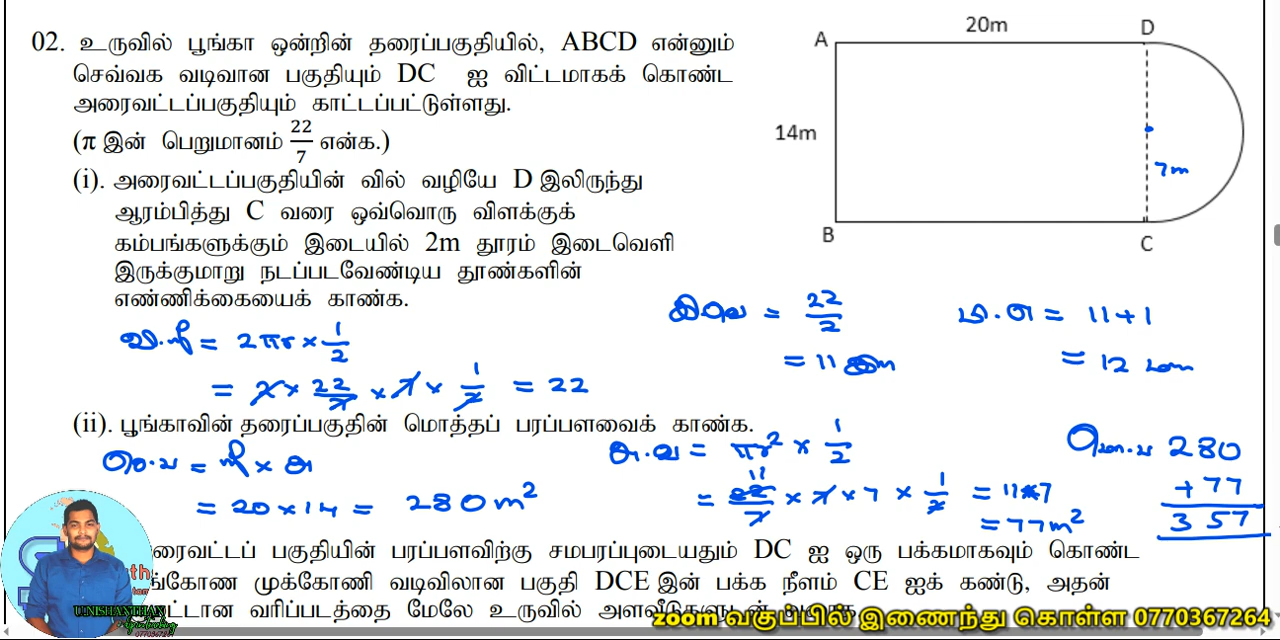 02. உருவில் பூங்கா ஒன்றின் தரைப்பகுதியில், ABCD என்னும்
செவ்வக வடிவான பகுதியும் DC ஐ விட்டமாகக் கொண்ட
அரைவட்டப்பகுதியும் காட்டப்பட்டுள்ளது.
(π இன் பெறுமானம் 22/7 என்க.)
(i). அரைவட்டப்பகுதியின் வில் வழியே D இலிருந்து
ஆரம்பித்து C வரை ஒவ்வொரு விளக்குக்
கம்பங்களுக்கும் இடையில் 2m தூரம் இடைவெளி
இருக்குமாறு நடப்படவேண்டிய தூண்களின்
எண்ணிக்கையைக் காண்க.
20m
A
D
14m
7m
B
C
வி.நீ = 2πr × 1/2
= 2 × 22/7 × 7 × 1/2 = 22
= 22/2
= 11
= 11 + 1
= 12
(ii). பூங்காவின் தரைப்பகுதின் மொத்தப் பரப்பளவைக் காண்க.
செ.ப = நீ × அ
= 20 × 14 = 280m²
அ.வ = πr² × 1/2
= 22/7 × 7 × 7 × 1/2 = 11×7
11
= 77m²
மொ.ப 280
+ 77
357
ரைவட்டப் பகுதியின் பரப்பளவிற்கு சமபரப்புடையதும் DC ஐ ஒரு பக்கமாகவும் கொண்ட
ங்கோண முக்கோணி வடிவிலான பகுதி DCE இன் பக்க நீளம் CE ஐக் கண்டு, அதன்
ட்டான வரிப்படத்தை மேலே உருவில் அளவீடுகளுடன்
U.NISHANTHAN
0770367264
zoom வகுப்பில் இணைந்து கொள்ள 0770367264